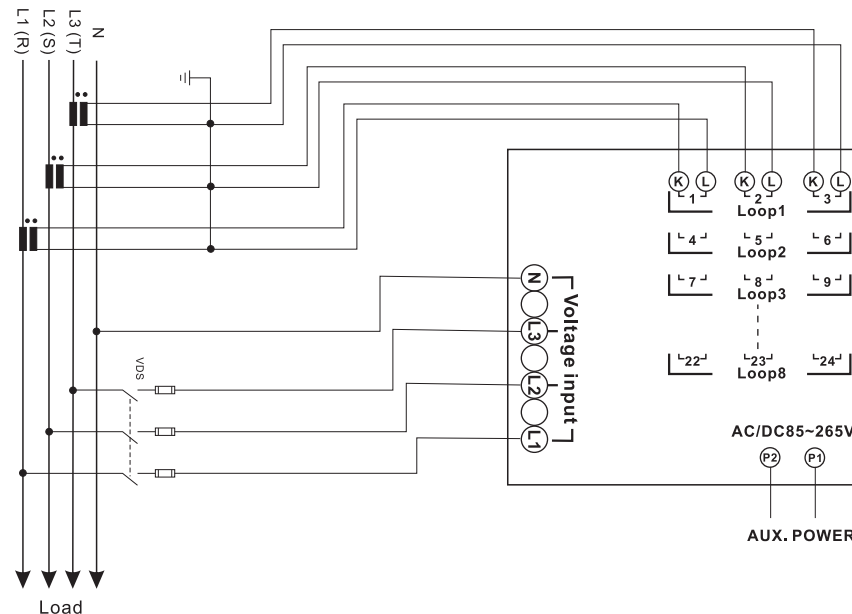 L1 (R)
L2 (S)
L3 (T)
N
K L K L K L
1 2 3
Loop1
4 5 6
Loop2
7 8 9
Loop3
22 23 24
Loop8
N
L3
L2
L1
Voltage input
VDS
AC/DC85~265V
P2 P1
AUX. POWER
Load